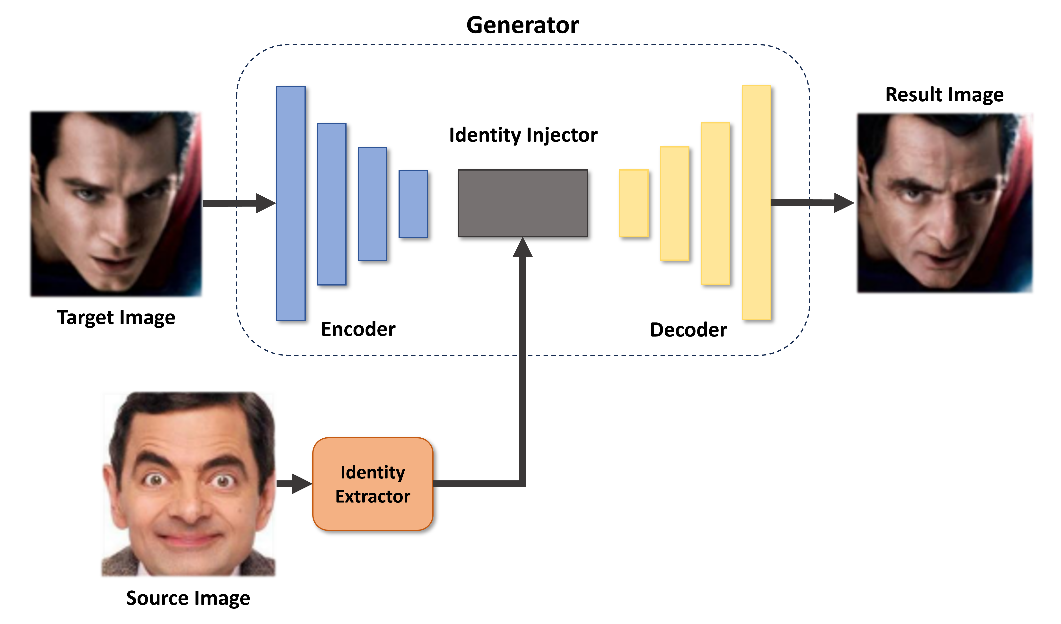 Generator
Result Image
Identity Injector
Target Image
Encoder
Decoder
Identity
Extractor
Source Image